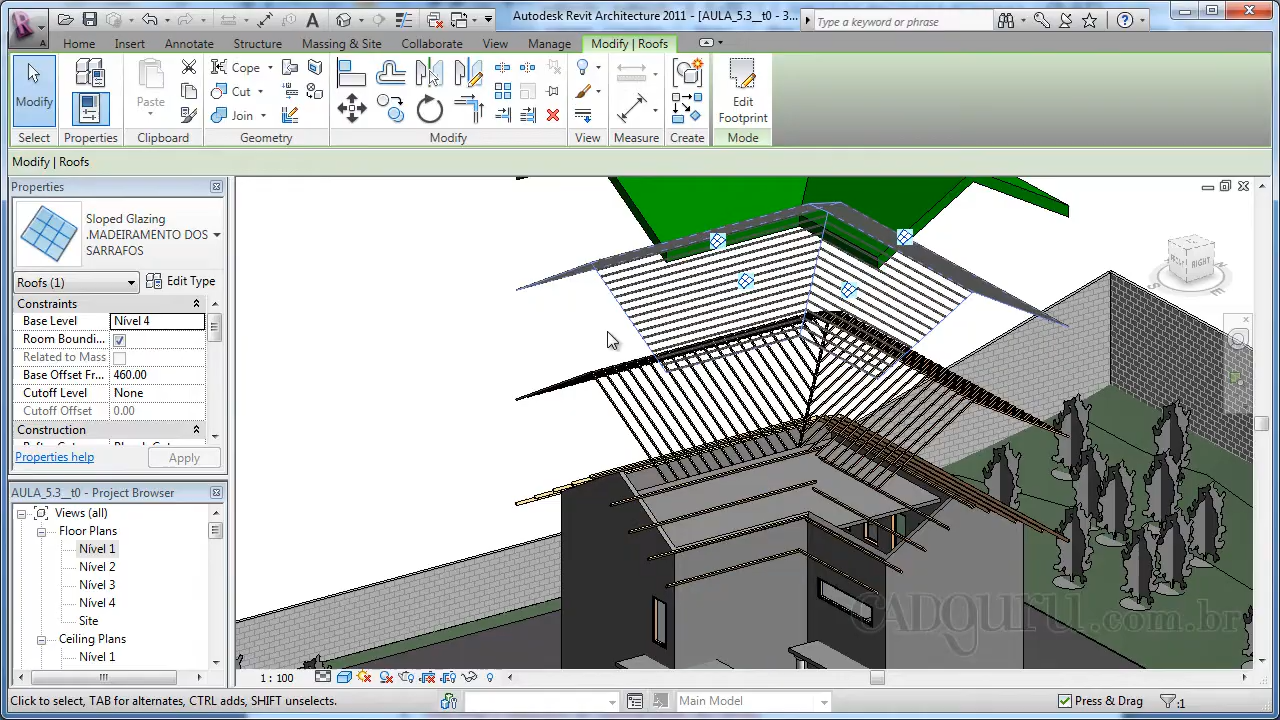 Autodesk Revit Architecture 2011 - [AULA_5.3__t0 - 3...
Type a keyword or phrase
Home Insert Annotate Structure Massing & Site Collaborate View Manage Modify | Roofs
Modify
Paste
Cope
Cut
Join
Edit
Footprint
Select Properties Clipboard Geometry Modify View Measure Create Mode
Modify | Roofs
Properties
Sloped Glazing
.MADEIRAMENTO DOS
SARRAFOS
Roofs (1) Edit Type
Constraints
Base Level Nível 4
Room Boundi...
Related to Mass
Base Offset Fr... 460.00
Cutoff Level None
Cutoff Offset 0.00
Construction
Properties help Apply
AULA_5.3__t0 - Project Browser
Views (all)
Floor Plans
Nível 1
Nível 2
Nível 3
Nível 4
Site
Ceiling Plans
Nível 1
RIGHT
CADGURU.com.br
1 : 100
Click to select, TAB for alternates, CTRL adds, SHIFT unselects.
Main Model
Press & Drag
:1